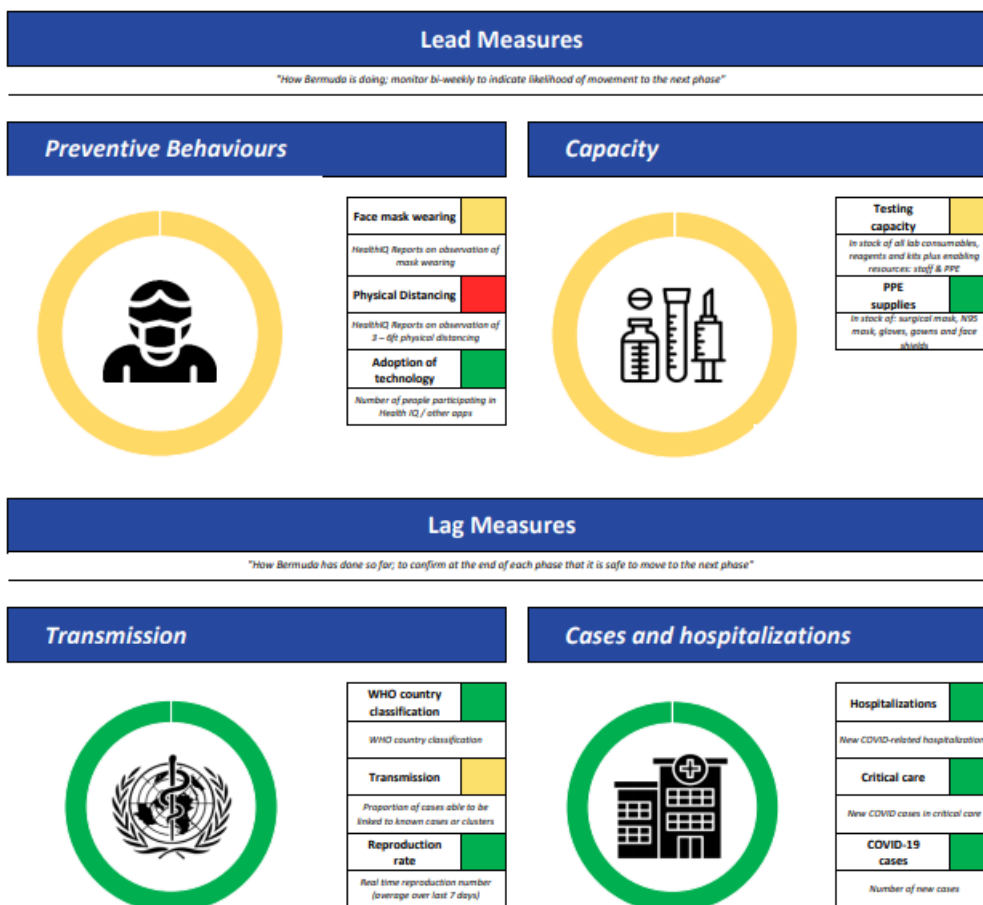 Lead Measures
"How Bermuda is doing; monitor bi-weekly to indicate likelihood of movement to the next phase"
Preventive Behaviours
Face mask wearing
HealthIQ Reports on observation of
mask wearing
Physical Distancing
HealthIQ Reports on observation of
3 – 6ft physical distancing
Adoption of
technology
Number of people participating in
Health IQ / other apps
Capacity
Testing
capacity
In stock of all lab consumables,
reagents and kits plus enabling
resources: staff & PPE
PPE
supplies
In stock of: surgical mask, N95
mask, gloves, gowns and face
shields
Lag Measures
"How Bermuda has done so far; to confirm at the end of each phase that it is safe to move to the next phase"
Transmission
WHO country
classification
WHO country classification
Transmission
Proportion of cases able to be
linked to known cases or clusters
Reproduction
rate
Real time reproduction number
(average over last 7 days)
Cases and hospitalizations
Hospitalizations
New COVID-related hospitalization
Critical care
New COVID cases in critical care
COVID-19
cases
Number of new cases